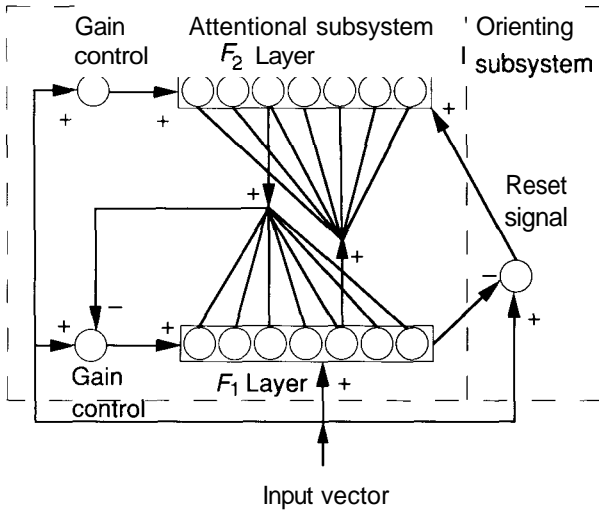 Gain control
Attentional subsystem
F2 Layer
Orienting subsystem
+
+
+
+
+
Reset signal
–
+
–
+
+
+
Gain control
F1 Layer
+
Input vector